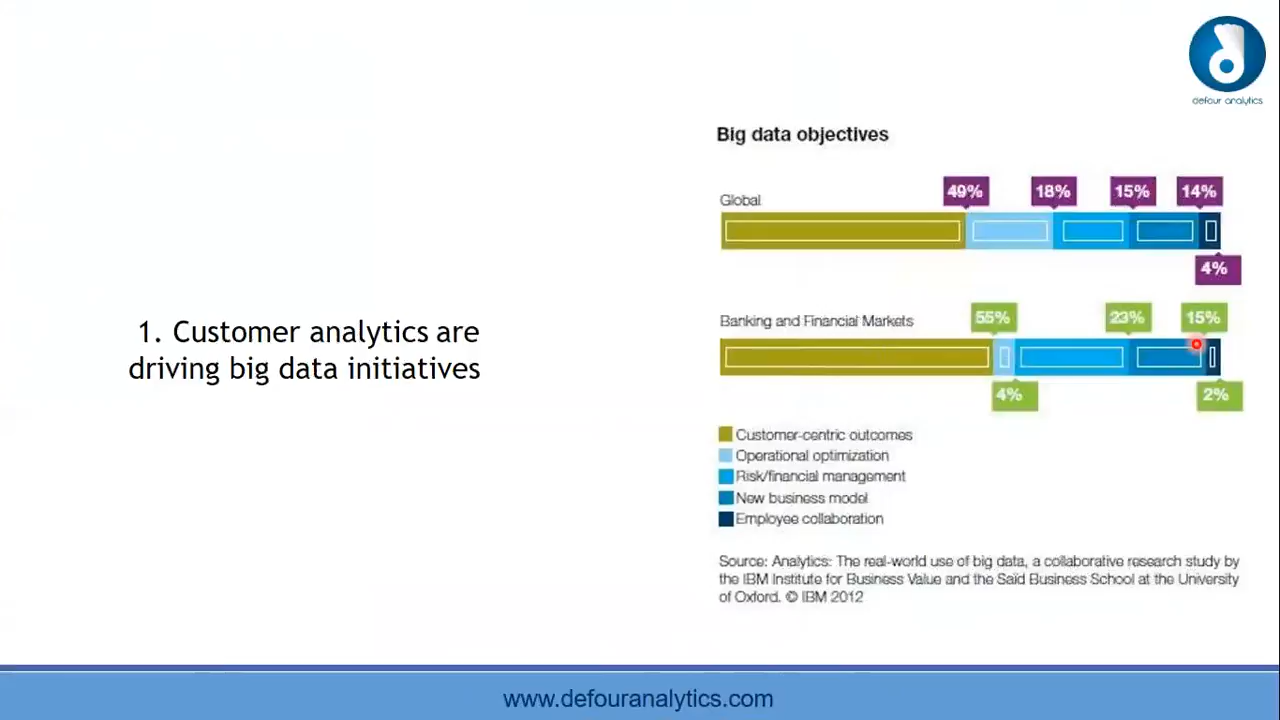 defour analytics
Big data objectives
49% 18% 15% 14%
Global
4%
55% 23% 15%
Banking and Financial Markets
4% 2%
1. Customer analytics are
driving big data initiatives
Customer-centric outcomes
Operational optimization
Risk/financial management
New business model
Employee collaboration
Source: Analytics: The real-world use of big data, a collaborative research study by
the IBM Institute for Business Value and the Saïd Business School at the University
of Oxford. © IBM 2012
www.defouranalytics.com